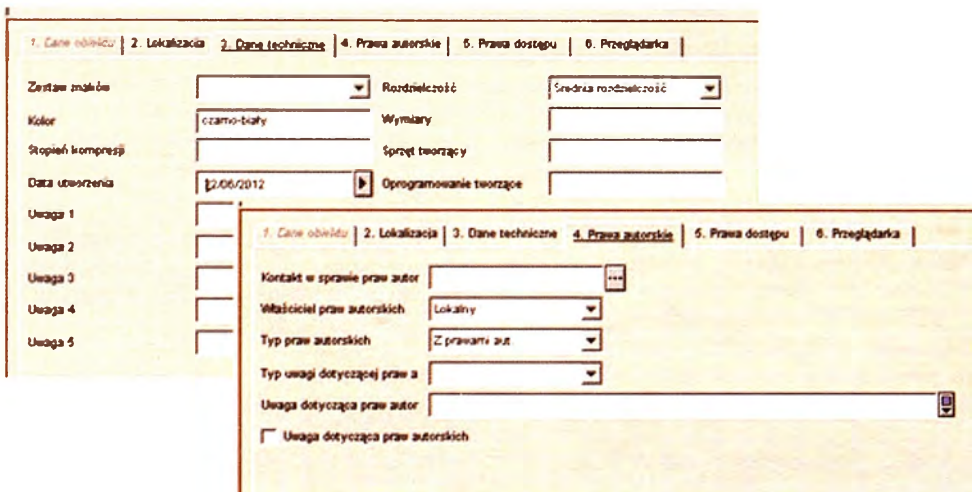 1. Dane obiektu | 2. Lokalizacja | 3. Dane techniczne | 4. Prawa autorskie | 5. Prawa dostępu | 6. Przeglądarka |
Zestaw znaków Rozdzielczość Średnia rozdzielczość
Kolor czarno-biały Wymiary
Stopień kompresji Sprzęt tworzący
Data utworzenia 12/06/2012 Oprogramowanie tworzące
Uwaga 1
Uwaga 2
Uwaga 3
Uwaga 4
Uwaga 5
1. Dane obiektu | 2. Lokalizacja | 3. Dane techniczne 4. Prawa autorskie | 5. Prawa dostępu | 6. Przeglądarka |
Kontakt w sprawie praw autor ...
Właściciel praw autorskich Lokalny
Typ praw autorskich Z prawami aut.
Typ uwagi dotyczącej praw a
Uwaga dotycząca praw autor
Uwaga dotycząca praw autorskich